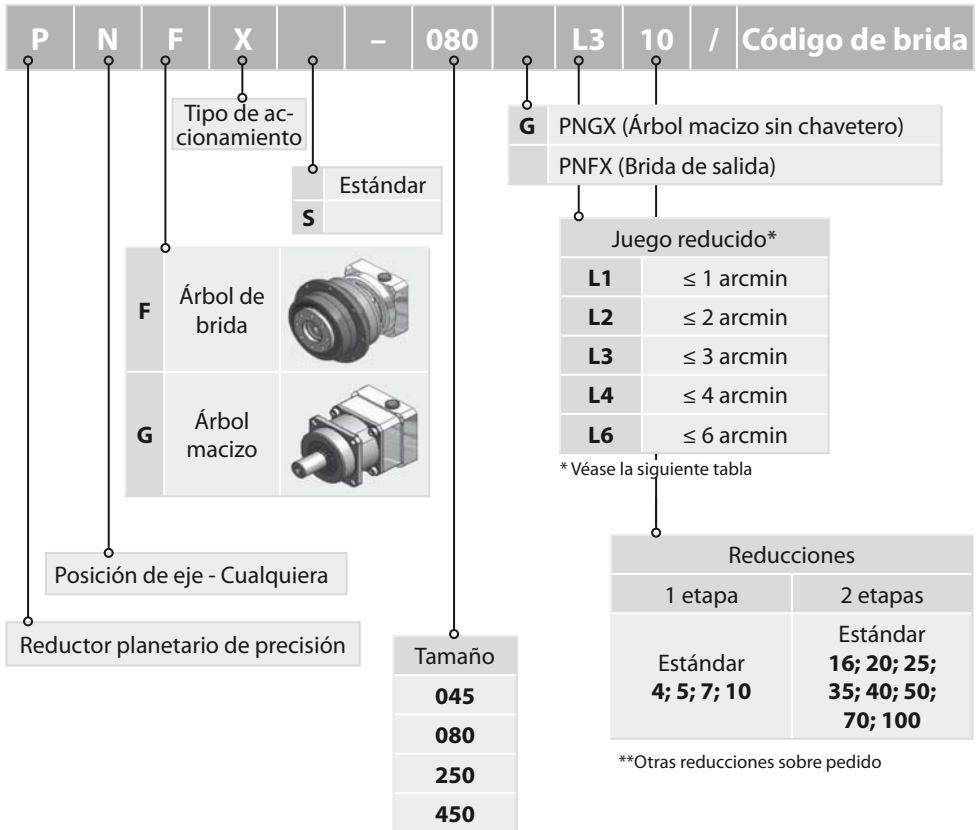 P N F X – 080 L3 10 / Código de brida
Tipo de ac-
cionamiento
G PNGX (Árbol macizo sin chavetero)
PNFX (Brida de salida)
Estándar
S
Juego reducido*
L1 ≤ 1 arcmin
L2 ≤ 2 arcmin
L3 ≤ 3 arcmin
L4 ≤ 4 arcmin
L6 ≤ 6 arcmin
* Véase la siguiente tabla
F Árbol de
brida
G Árbol
macizo
Posición de eje - Cualquiera
Reductor planetario de precisión
Tamaño
045
080
250
450
Reducciones
1 etapa
Estándar
4; 5; 7; 10
2 etapas
Estándar
16; 20; 25;
35; 40; 50;
70; 100
**Otras reducciones sobre pedido